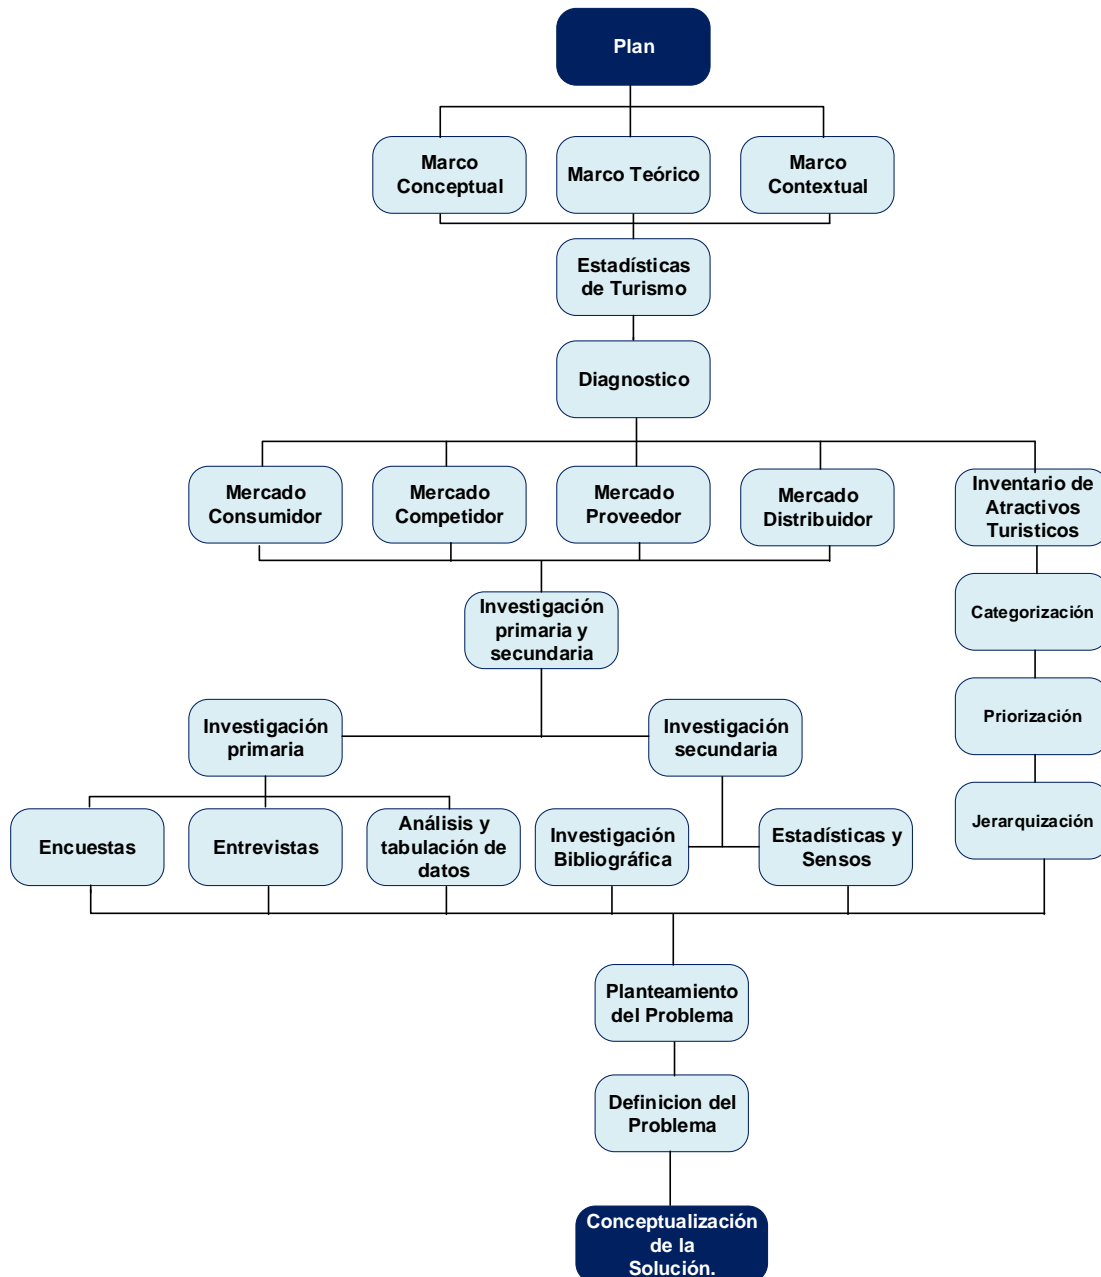 Plan
Marco
Conceptual
Marco Teórico
Marco
Contextual
Estadísticas
de Turismo
Diagnostico
Mercado
Consumidor
Mercado
Competidor
Mercado
Proveedor
Mercado
Distribuidor
Inventario de
Atractivos
Turisticos
Categorización
Investigación
primaria y
secundaria
Priorización
Investigación
primaria
Investigación
secundaria
Jerarquización
Encuestas
Entrevistas
Análisis y
tabulación de
datos
Investigación
Bibliográfica
Estadísticas y
Sensos
Planteamiento
del Problema
Definicion del
Problema
Conceptualización
de la
Solución.